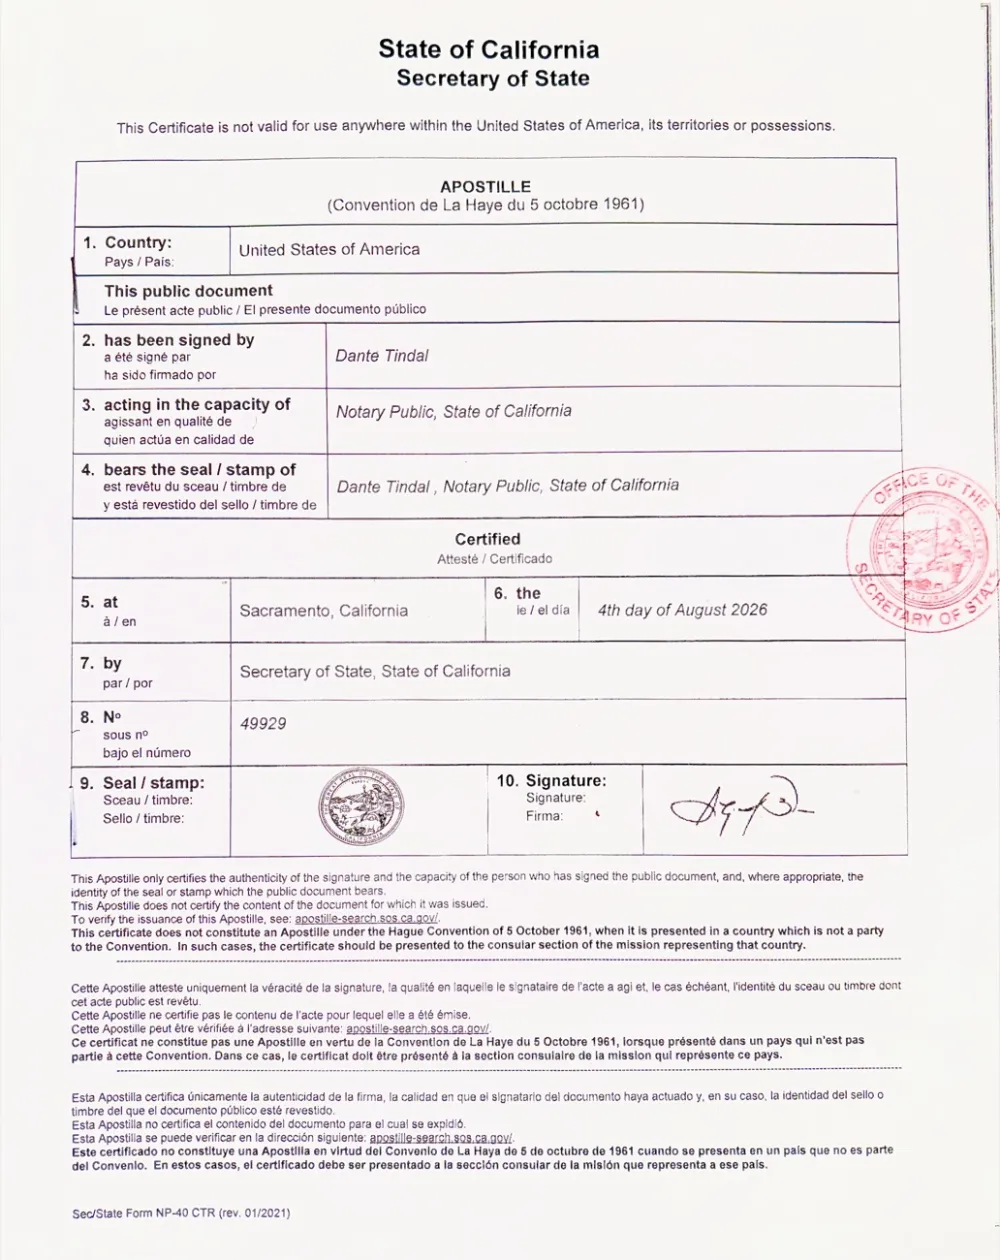 State of California
Secretary of State
This Certificate is not valid for use anywhere within the United States of America, its territories or possessions.
APOSTILLE
(Convention de La Haye du 5 octobre 1961)
1. Country:
Pays / País:
United States of America
This public document
Le présent acte public / El presente documento público
2. has been signed by
a été signé par
ha sido firmado por
Dante Tindal
3. acting in the capacity of
agissant en qualité de
quien actúa en calidad de
Notary Public, State of California
4. bears the seal / stamp of
est revêtu du sceau / timbre de
y está revestido del sello / timbre de
Dante Tindal , Notary Public, State of California
Certified
Attesté / Certificado
5. at
à / en
Sacramento, California
6. the
le / el día
4th day of August 2026
7. by
par / por
Secretary of State, State of California
8. Nº
sous nº
bajo el número
49929
9. Seal / stamp:
Sceau / timbre:
Sello / timbre:
10. Signature:
Signature:
Firma:
OFFICE OF THE
SECRETARY OF STATE
This Apostille only certifies the authenticity of the signature and the capacity of the person who has signed the public document, and, where appropriate, the
identity of the seal or stamp which the public document bears.
This Apostille does not certify the content of the document for which it was issued.
To verify the issuance of this Apostille, see: apostille-search.sos.ca.gov/.
This certificate does not constitute an Apostille under the Hague Convention of 5 October 1961, when it is presented in a country which is not a party
to the Convention. In such cases, the certificate should be presented to the consular section of the mission representing that country.
Cette Apostille atteste uniquement la véracité de la signature, la qualité en laquelle le signataire de l'acte a agi et, le cas échéant, l'identité du sceau ou timbre dont
cet acte public est revêtu.
Cette Apostille ne certifie pas le contenu de l'acte pour lequel elle a été émise.
Cette Apostille peut être vérifiée à l'adresse suivante: apostille-search.sos.ca.gov/.
Ce certificat ne constitue pas une Apostille en vertu de la Convention de La Haye du 5 Octobre 1961, lorsque présenté dans un pays qui n'est pas
partie à cette Convention. Dans ce cas, le certificat doit être présenté à la section consulaire de la mission qui représente ce pays.
Esta Apostilla certifica únicamente la autenticidad de la firma, la calidad en que el signatario del documento haya actuado y, en su caso, la identidad del sello o
timbre del que el documento público esté revestido.
Esta Apostilla no certifica el contenido del documento para el cual se expidió.
Esta Apostilla se puede verificar en la dirección siguiente: apostille-search.sos.ca.gov/.
Este certificado no constituye una Apostilla en virtud del Convenio de La Haya de 5 de octubre de 1961 cuando se presenta en un país que no es parte
del Convenio. En estos casos, el certificado debe ser presentado a la sección consular de la misión que representa a ese país.
Sec/State Form NP-40 CTR (rev. 01/2021)